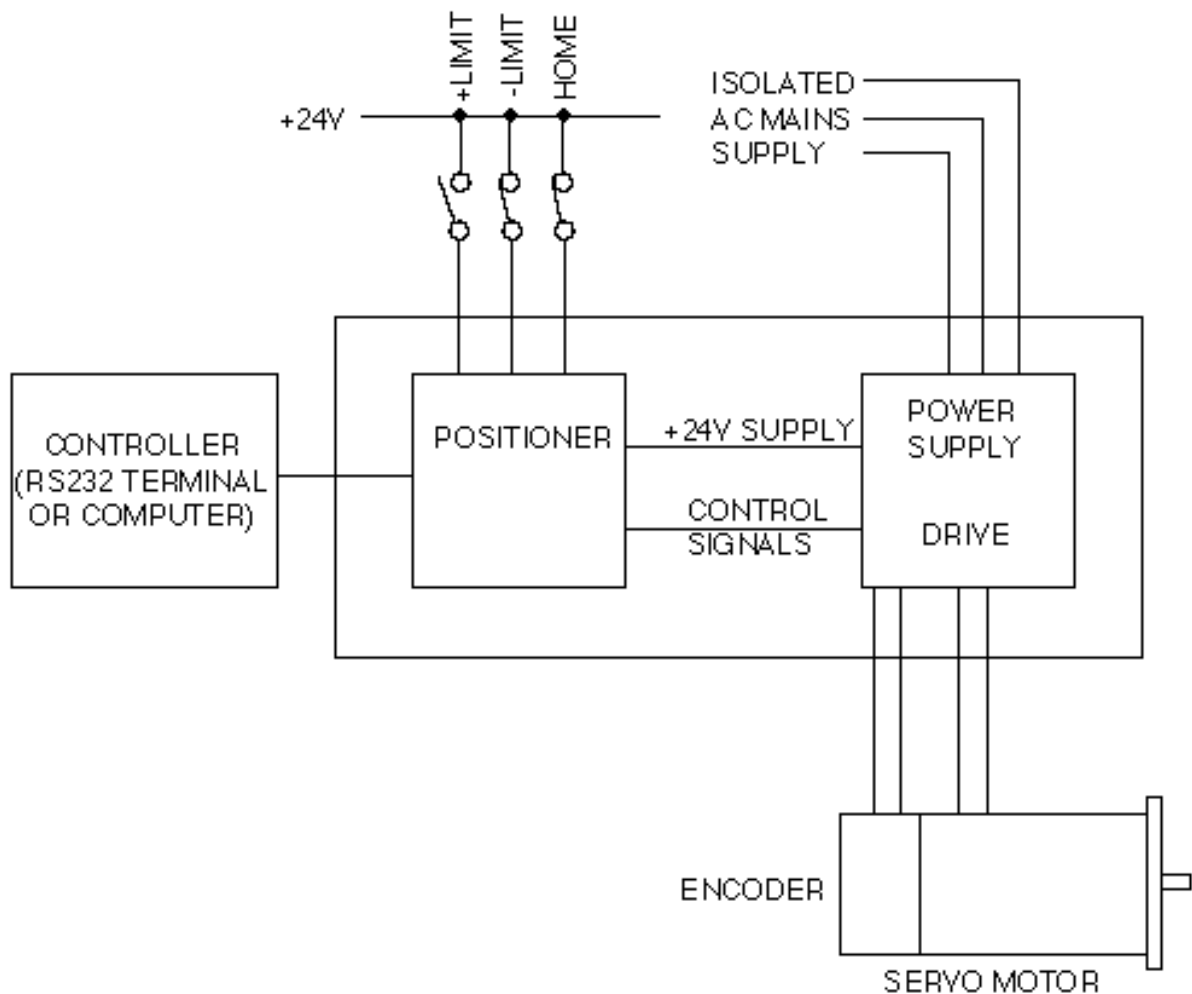 +LIMIT
-LIMIT
HOME
+24V
ISOLATED
AC MAINS
SUPPLY
CONTROLLER
(RS232 TERMINAL
OR COMPUTER)
POSITIONER
+24V SUPPLY
CONTROL
SIGNALS
POWER
SUPPLY
DRIVE
ENCODER
SERVO MOTOR